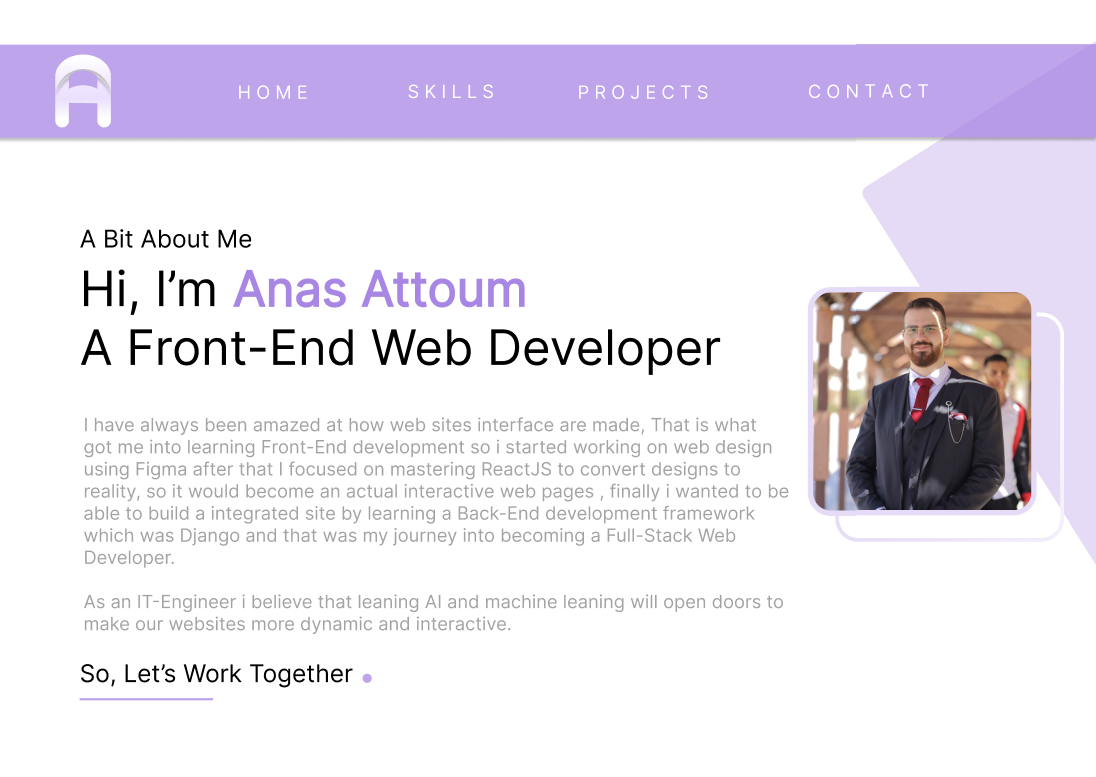 HOME SKILLS PROJECTS CONTACT
A Bit About Me
Hi, I’m Anas Attoum
A Front-End Web Developer
I have always been amazed at how web sites interface are made, That is what
got me into learning Front-End development so i started working on web design
using Figma after that I focused on mastering ReactJS to convert designs to
reality, so it would become an actual interactive web pages , finally i wanted to be
able to build a integrated site by learning a Back-End development framework
which was Django and that was my journey into becoming a Full-Stack Web
Developer.
As an IT-Engineer i believe that leaning AI and machine leaning will open doors to
make our websites more dynamic and interactive.
So, Let’s Work Together